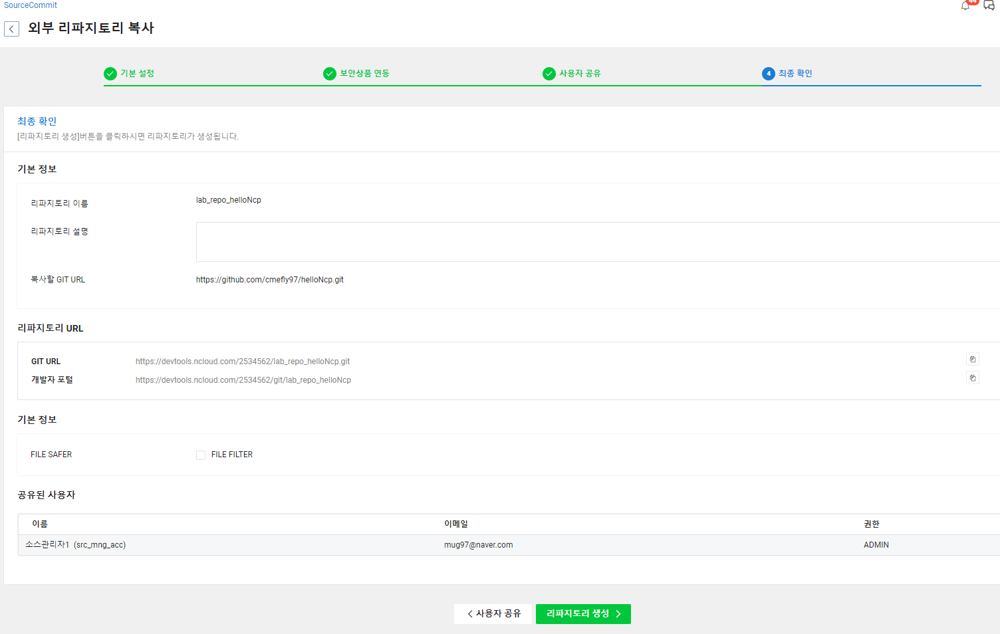 SourceCommit
44
외부 리파지토리 복사
기본 설정
보안상품 연동
사용자 공유
4 최종 확인
최종 확인
[리파지토리 생성]버튼을 클릭하시면 리파지토리가 생성됩니다.
기본 정보
리파지토리 이름 lab_repo_helloNcp
리파지토리 설명
복사할 GIT URL https://github.com/cmefly97/helloNcp.git
리파지토리 URL
GIT URL https://devtools.ncloud.com/2534562/lab_repo_helloNcp.git
개발자 포털 https://devtools.ncloud.com/2534562/git/lab_repo_helloNcp
기본 정보
FILE SAFER FILE FILTER
공유된 사용자
이름 이메일 권한
소스관리자1 (src_mng_acc) mug97@naver.com ADMIN
사용자 공유 리파지토리 생성